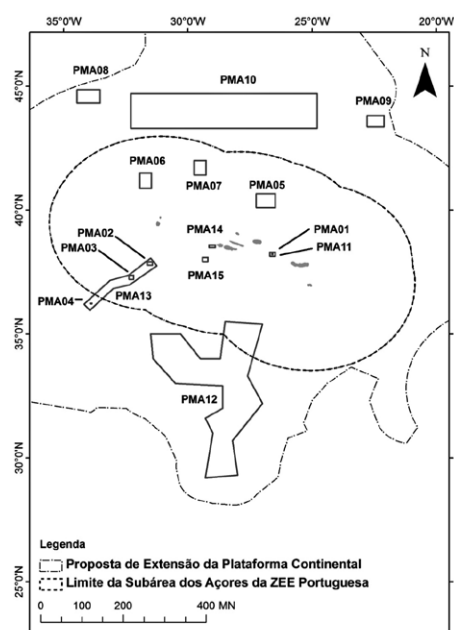 35°0'W 30°0'W 25°0'W 20°0'W
N
PMA08
PMA10
45°0'N
PMA09
PMA06
PMA07
PMA05
40°0'N
PMA14
PMA01
PMA02
PMA11
PMA03
PMA15
PMA04
PMA13
35°0'N
PMA12
30°0'N
Legenda
Proposta de Extensão da Plataforma Continental
Limite da Subárea dos Açores da ZEE Portuguesa
25°0'N
0 50 100 200 300 400 MN